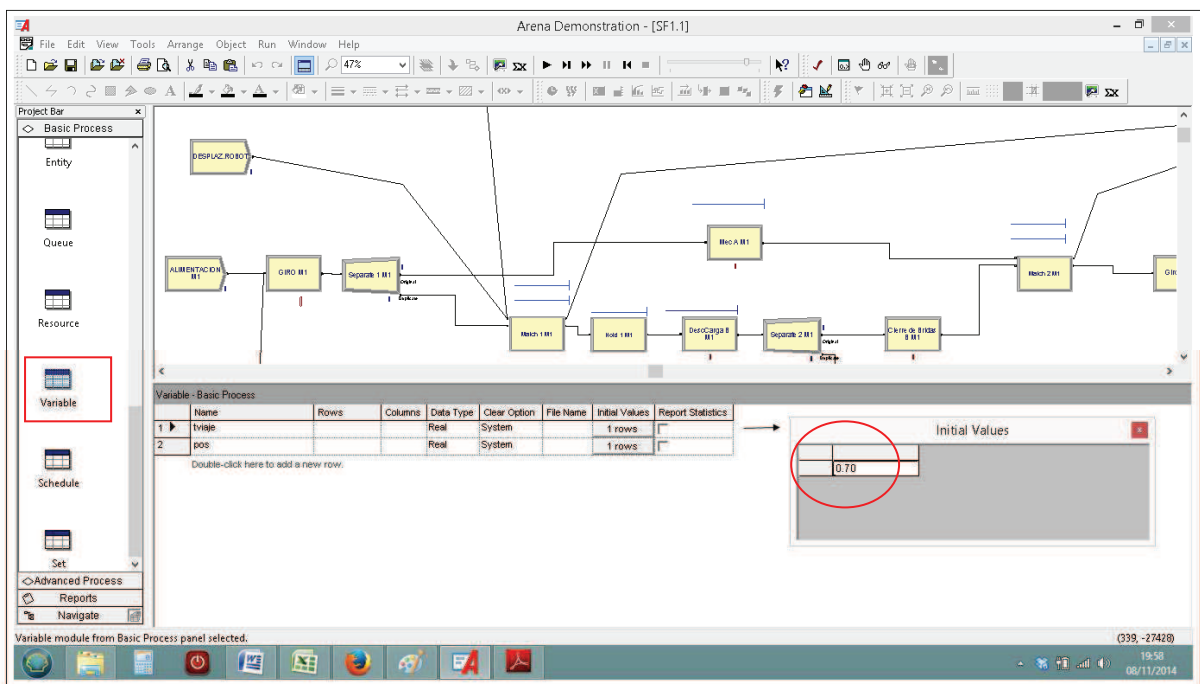 Arena Demonstration - [SF1.1]
File Edit View Tools Arrange Object Run Window Help
47%
Project Bar
Basic Process
Entity
Queue
Resource
Variable
Schedule
Set
Advanced Process
Reports
Navigate
DESPLAZ.ROBOT
ALIMENTACION M1
GIRO M1
Separate 1 M1
Original
Duplicate
Mec A M1
Match 1 M1
Hold 1 M1
DescCarga B M1
Separate 2 M1
Original
Cierre de Bridas B M1
Match 2 M1
Variable - Basic Process
Name Rows Columns Data Type Clear Option File Name Initial Values Report Statistics
1 tviaje Real System 1 rows
2 pos Real System 1 rows
Double-click here to add a new row.
Initial Values
0.70
Variable module from Basic Process panel selected.
(339, -27428)
19:58
08/11/2014